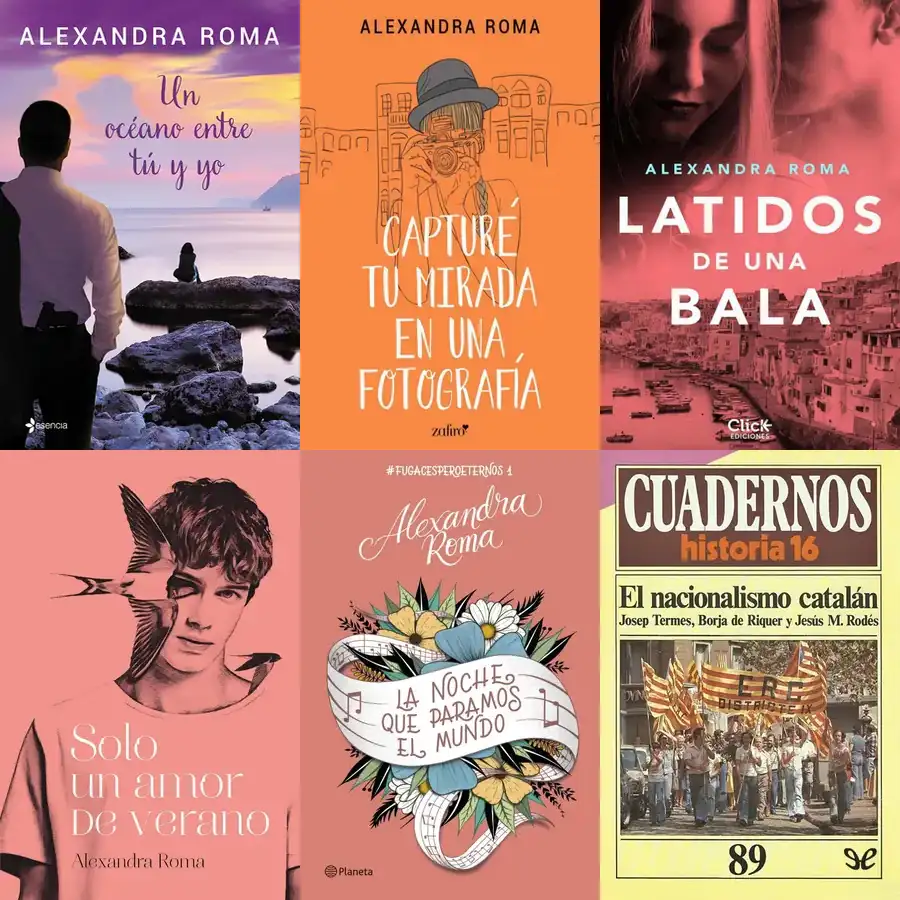 ALEXANDRA ROMA
Un
océano entre
tú y yo
esencia
ALEXANDRA ROMA
CAPTURÉ
TU MIRADA
EN UNA
FOTOGRAFÍA
zafiro
ALEXANDRA ROMA
LATIDOS
DE UNA
BALA
Click
EDICIONES
Solo
un amor
De verano
Alexandra Roma
#FUGACESPEROETERNOS 1
Alexandra
Roma
LA NOCHE
QUE PARAMOS
EL MUNDO
Planeta
CUADERNOS
historia 16
El nacionalismo catalán
Josep Termes, Borja de Riquer y Jesús M. Rodés
E.R.C.
DISTRICTE IX
89